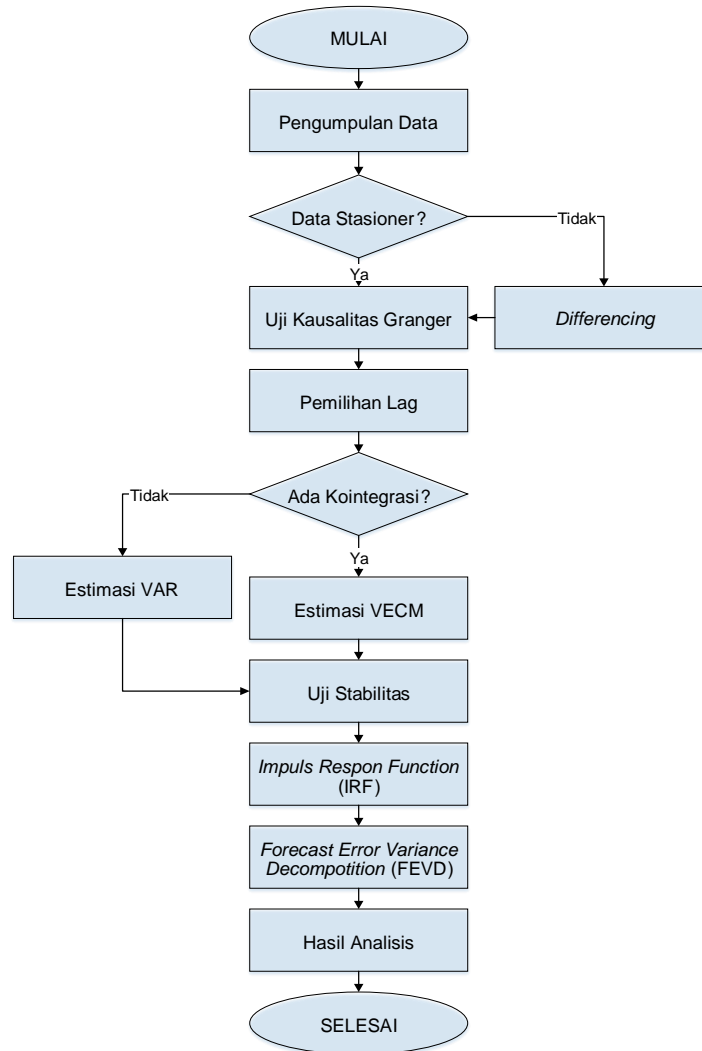 MULAI
Pengumpulan Data
Data Stasioner?
Tidak
Ya
Uji Kausalitas Granger
Differencing
Pemilihan Lag
Ada Kointegrasi?
Tidak
Ya
Estimasi VAR
Estimasi VECM
Uji Stabilitas
Impuls Respon Function
(IRF)
Forecast Error Variance
Decompotition (FEVD)
Hasil Analisis
SELESAI